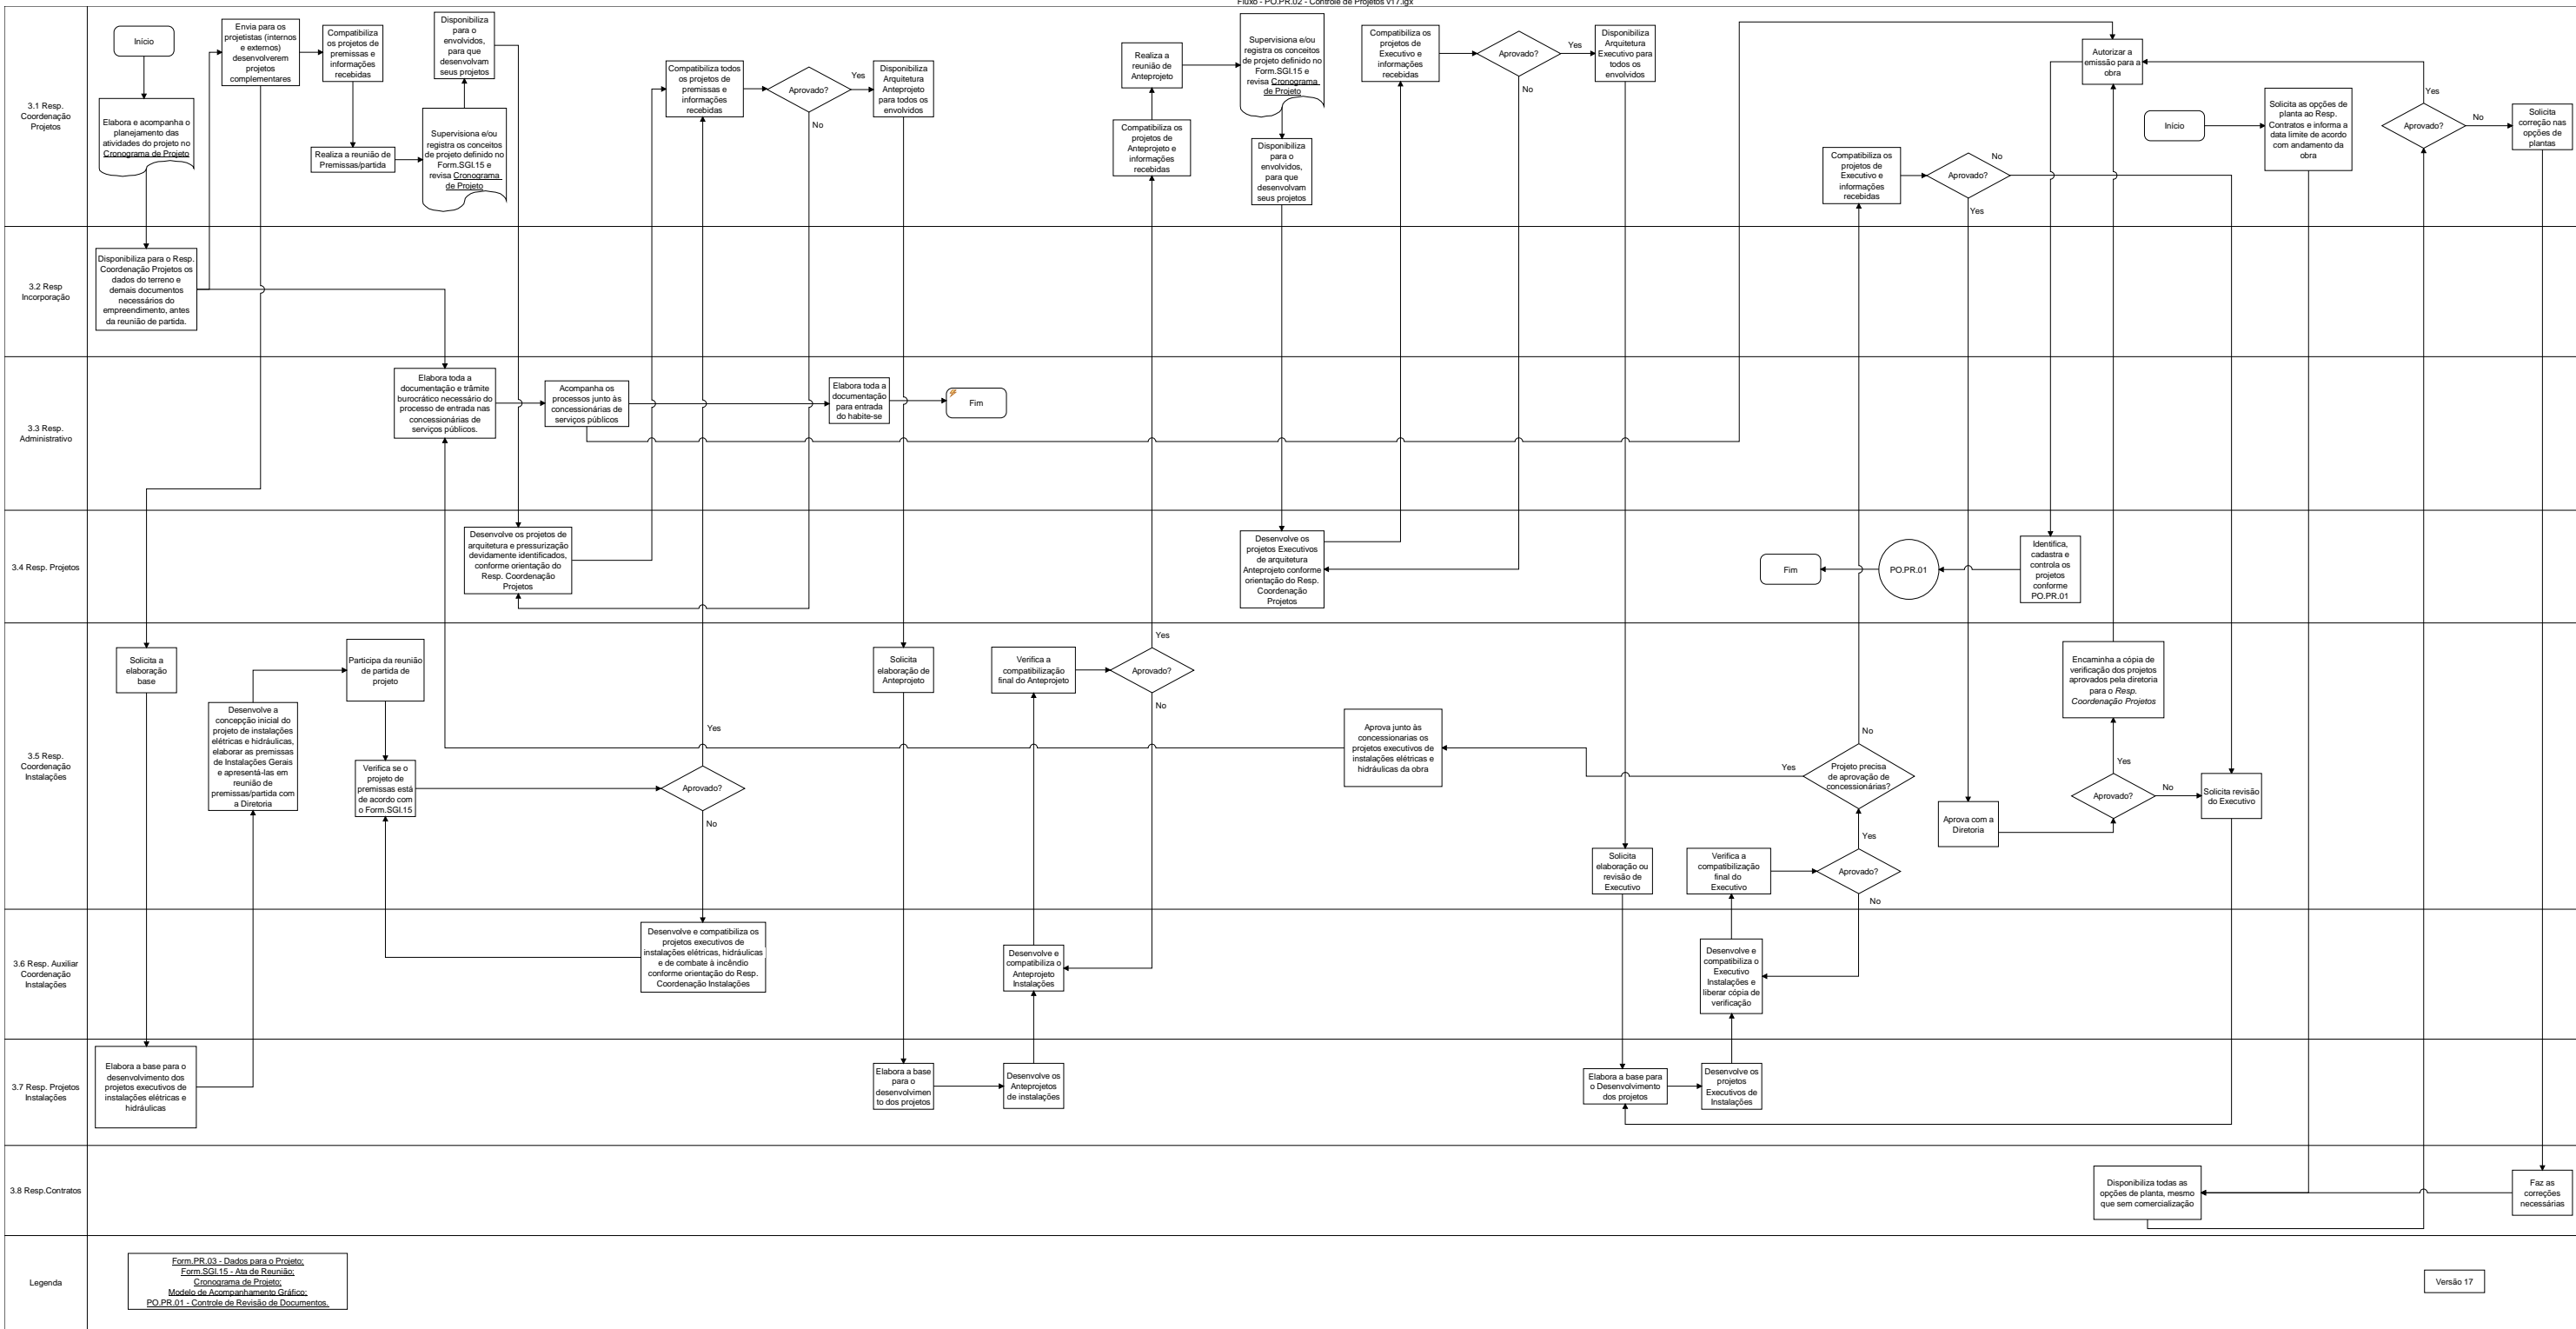 Fluxo - PO.PR.02 - Controle de Projetos v17.igx
3.1 Resp.
Coordenação
Projetos
Início
Elabora e acompanha o
planejamento das
atividades do projeto no
Cronograma de Projeto
Envia para os
projetistas (internos
e externos)
desenvolverem
projetos
complementares
Compatibiliza
os projetos de
premissas e
informações
recebidas
Realiza a reunião de
Premissas/partida
Disponibiliza
para o
envolvidos,
para que
desenvolvam
seus projetos
Supervisiona e/ou
registra os conceitos
de projeto definido no
Form.SGI.15 e
revisa Cronograma
de Projeto
Compatibiliza todos
os projetos de
premissas e
informações
recebidas
Aprovado?
Yes
No
Disponibiliza
Arquitetura
Anteprojeto
para todos os
envolvidos
Realiza a
reunião de
Anteprojeto
Compatibiliza os
projetos de
Anteprojeto e
informações
recebidas
Supervisiona e/ou
registra os conceitos
de projeto definido no
Form.SGI.15 e
revisa Cronograma
de Projeto
Disponibiliza
para o
envolvidos,
para que
desenvolvam
seus projetos
Compatibiliza os
projetos de
Executivo e
informações
recebidas
Aprovado?
Yes
No
Disponibiliza
Arquitetura
Executivo para
todos os
envolvidos
Compatibiliza os
projetos de
Executivo e
informações
recebidas
Aprovado?
No
Yes
Autorizar a
emissão para a
obra
Início
Solicita as opções de
planta ao Resp.
Contratos e informa a
data limite de acordo
com andamento da
obra
Aprovado?
Yes
No
Solicita
correção nas
opções de
plantas
3.2 Resp
Incorporação
Disponibiliza para o Resp.
Coordenação Projetos os
dados do terreno e
demais documentos
necessários do
empreendimento, antes
da reunião de partida.
3.3 Resp.
Administrativo
Elabora toda a
documentação e trâmite
burocrático necessário do
processo de entrada nas
concessionárias de
serviços públicos.
Acompanha os
processos junto às
concessionárias de
serviços públicos
Elabora toda a
documentação
para entrada
do habite-se
Fim
3.4 Resp. Projetos
Desenvolve os projetos de
arquitetura e pressurização
devidamente identificados,
conforme orientação do
Resp. Coordenação
Projetos
Desenvolve os
projetos Executivos
de arquitetura
Anteprojeto conforme
orientação do Resp.
Coordenação
Projetos
Fim
PO.PR.01
Identifica,
cadastra e
controla os
projetos
conforme
PO.PR.01
3.5 Resp.
Coordenação
Instalações
Solicita a
elaboração
base
Desenvolve a
concepção inicial do
projeto de instalações
elétricas e hidráulicas,
elaborar as premissas
de Instalações Gerais
e apresentá-las em
reunião de
premissas/partida com
a Diretoria
Participa da reunião
de partida de
projeto
Verifica se o
projeto de
premissas está
de acordo com
o Form.SGI.15
Aprovado?
Yes
No
Solicita
elaboração de
Anteprojeto
Verifica a
compatibilização
final do Anteprojeto
Aprovado?
Yes
No
Aprova junto às
concessionarias os
projetos executivos de
instalações elétricas e
hidráulicas da obra
Solicita
elaboração ou
revisão de
Executivo
Verifica a
compatibilização
final do
Executivo
Aprovado?
Yes
No
Projeto precisa
de aprovação de
concessionárias?
Yes
No
Aprova com a
Diretoria
Aprovado?
Yes
No
Encaminha a cópia de
verificação dos projetos
aprovados pela diretoria
para o Resp.
Coordenação Projetos
Solicita revisão
do Executivo
3.6 Resp. Auxiliar
Coordenação
Instalações
Desenvolve e compatibiliza os
projetos executivos de
instalações elétricas, hidráulicas
e de combate à incêndio
conforme orientação do Resp.
Coordenação Instalações
Desenvolve e
compatibiliza o
Anteprojeto
Instalações
Desenvolve e
compatibiliza o
Executivo
Instalações e
liberar cópia de
verificação
3.7 Resp. Projetos
Instalações
Elabora a base para o
desenvolvimento dos
projetos executivos de
instalações elétricas e
hidráulicas
Elabora a base
para o
desenvolvimen
to dos projetos
Desenvolve os
Anteprojetos
de instalações
Elabora a base para
o Desenvolvimento
dos projetos
Desenvolve os
projetos
Executivos de
Instalações
3.8 Resp.Contratos
Disponibiliza todas as
opções de planta, mesmo
que sem comercialização
Faz as
correções
necessárias
Legenda
Form.PR.03 - Dados para o Projeto;
Form.SGI.15 - Ata de Reunião;
Cronograma de Projeto;
Modelo de Acompanhamento Gráfico;
PO.PR.01 - Controle de Revisão de Documentos.
Versão 17